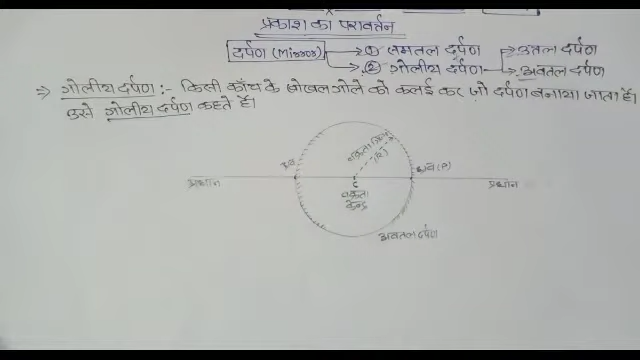 प्रकाश का परावर्तन
दर्पण (Mirror) → ① समतल दर्पण → उत्तल दर्पण
→ ② गोलीय दर्पण → अवतल दर्पण
⇒ गोलीय दर्पण :- किसी काँच के खोखले गोले को कलई कर जो दर्पण बनाया जाता है।
उसे गोलीय दर्पण कहते हैं।
वक्रता त्रिज्या
(R)
ध्रुव
ध्रुव (P)
प्रधान
C
प्रधान
वक्रता
केन्द्र
अवतल दर्पण